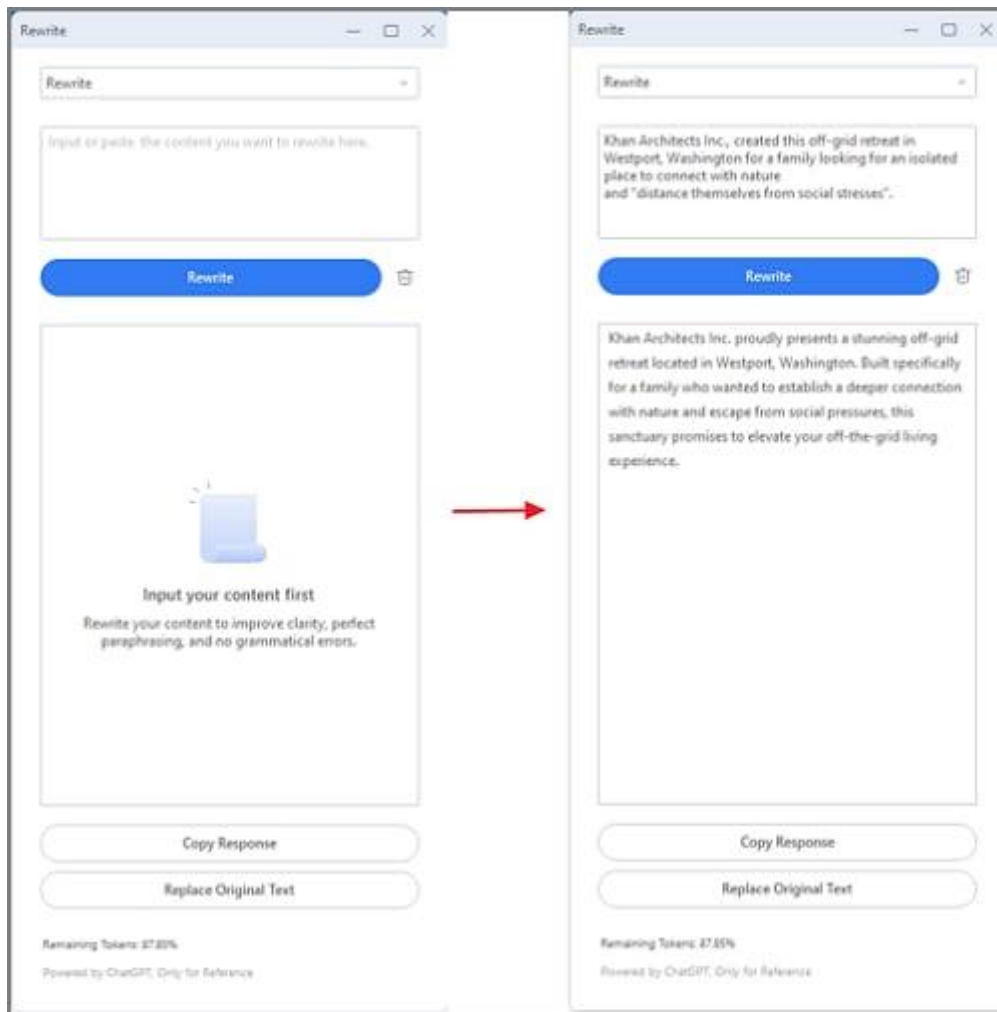 Rewrite
Rewrite
Input or paste the content you want to rewrite here.
Rewrite
Input your content first
Rewrite your content to improve clarity, perfect
paraphrasing, and no grammatical errors.
Copy Response
Replace Original Text
Remaining Tokens:
Powered by ChatGPT, Only for Reference
Rewrite
Rewrite
Khan Architects Inc., created this off-grid retreat in
Westport, Washington for a family looking for an isolated
place to connect with nature
and "distance themselves from social stresses".
Rewrite
Khan Architects Inc. proudly presents a stunning off-grid
retreat located in Westport, Washington. Built specifically
for a family who wanted to establish a deeper connection
with nature and escape from social pressures, this
sanctuary promises to elevate your off-the-grid living
experience.
Copy Response
Replace Original Text
Remaining Tokens:
Powered by ChatGPT, Only for Reference